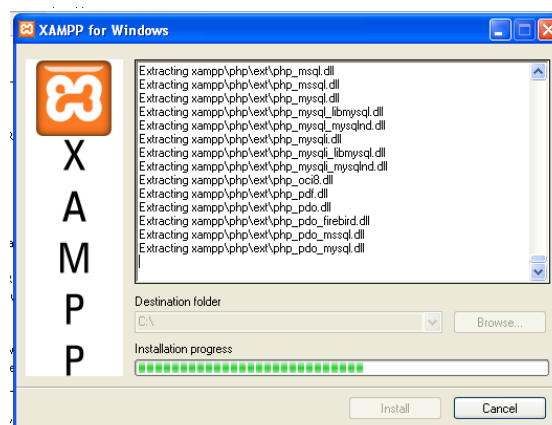 XAMPP for Windows
X
A
M
P
P
Extracting xampp\php\ext\php_msql.dll
Extracting xampp\php\ext\php_mssql.dll
Extracting xampp\php\ext\php_mysql.dll
Extracting xampp\php\ext\php_mysql_libmysql.dll
Extracting xampp\php\ext\php_mysql_mysqlnd.dll
Extracting xampp\php\ext\php_mysqli.dll
Extracting xampp\php\ext\php_mysqli_libmysql.dll
Extracting xampp\php\ext\php_mysqli_mysqlnd.dll
Extracting xampp\php\ext\php_oci8.dll
Extracting xampp\php\ext\php_pdf.dll
Extracting xampp\php\ext\php_pdo.dll
Extracting xampp\php\ext\php_pdo_firebird.dll
Extracting xampp\php\ext\php_pdo_mssql.dll
Extracting xampp\php\ext\php_pdo_mysql.dll
Destination folder
C:\
Browse...
Installation progress
Install
Cancel